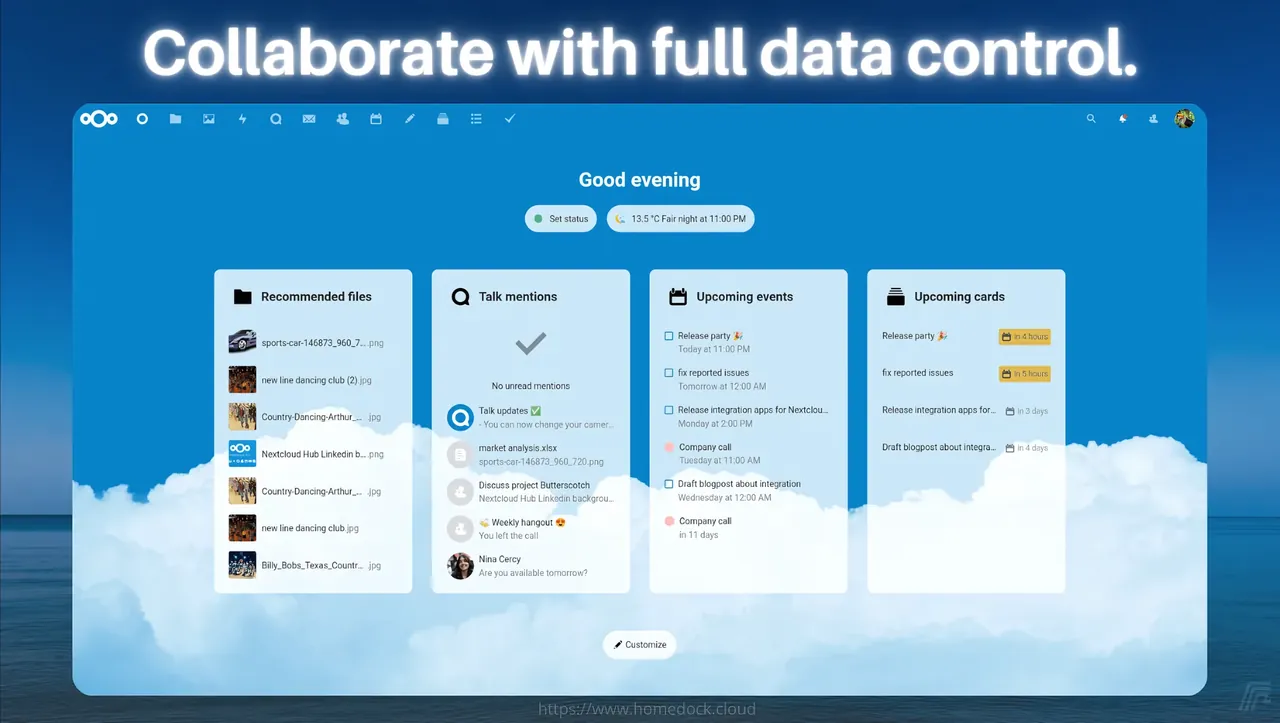 Collaborate with full data control.
Good evening
Set status
13.5 °C Fair night at 11:00 PM
Recommended files
sports-car-146873_960_7... .png
new line dancing club (2).jpg
Country-Dancing-Arthur_... .jpg
Nextcloud Hub Linkedin b... .png
Country-Dancing-Arthur_... .jpg
new line dancing club.jpg
Billy_Bobs_Texas_Countr... .jpg
Talk mentions
No unread mentions
Talk updates ✅
- You can now change your camer...
market analysis.xlsx
sports-car-146873_960_720.png
Discuss project Butterscotch
Nextcloud Hub Linkedin backgrou...
👋 Weekly hangout 😍
You left the call
Nina Cercy
Are you available tomorrow?
Upcoming events
Release party 🎉
Today at 11:00 PM
fix reported issues
Tomorrow at 12:00 AM
Release integration apps for Nextclou...
Monday at 2:00 PM
Company call
Tuesday at 11:00 AM
Draft blogpost about integration
Wednesday at 12:00 AM
Company call
in 11 days
Upcoming cards
Release party 🎉 in 4 hours
fix reported issues in 5 hours
Release integration apps for... in 3 days
Draft blogpost about integra... in 4 days
Customize
https://www.homedock.cloud